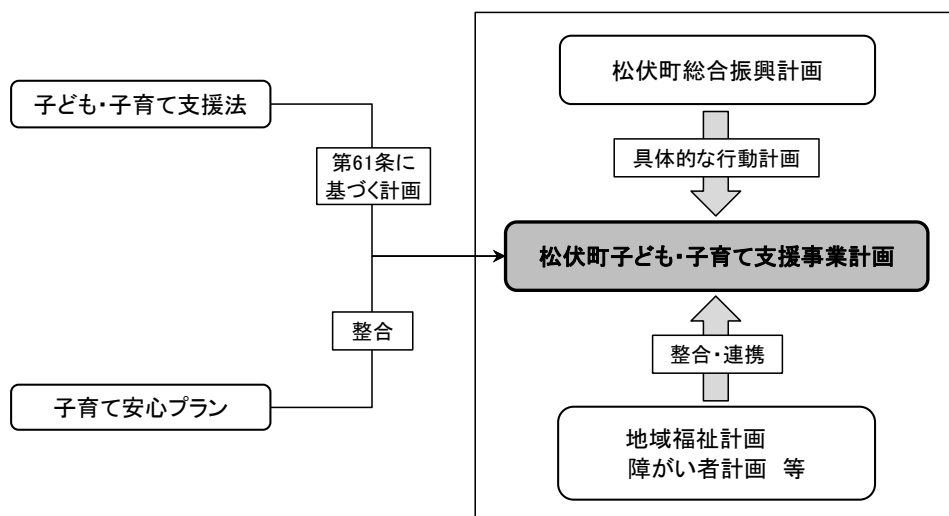 子ども・子育て支援法
第61条に
基づく計画
整合
子育て安心プラン
松伏町総合振興計画
具体的な行動計画
松伏町子ども・子育て支援事業計画
整合・連携
地域福祉計画
障がい者計画 等